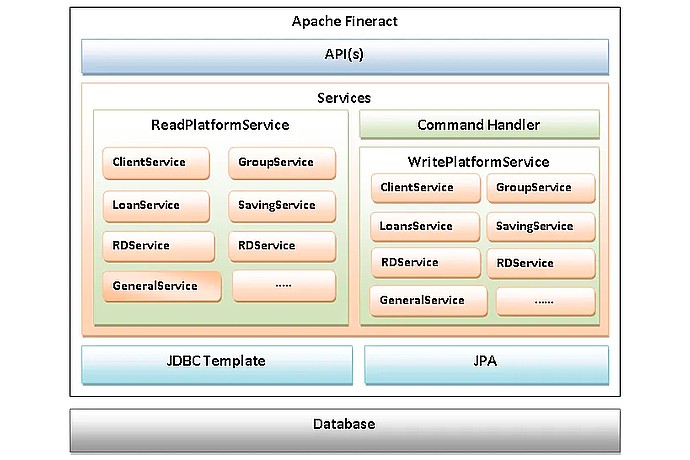 Apache Fineract
API(s)
Services
ReadPlatformService
ClientService
GroupService
LoanService
SavingService
RDService
RDService
GeneralService
.....
Command Handler
WritePlatformService
ClientService
GroupService
LoansService
SavingService
RDService
RDService
GeneralService
......
JDBC Template
JPA
Database